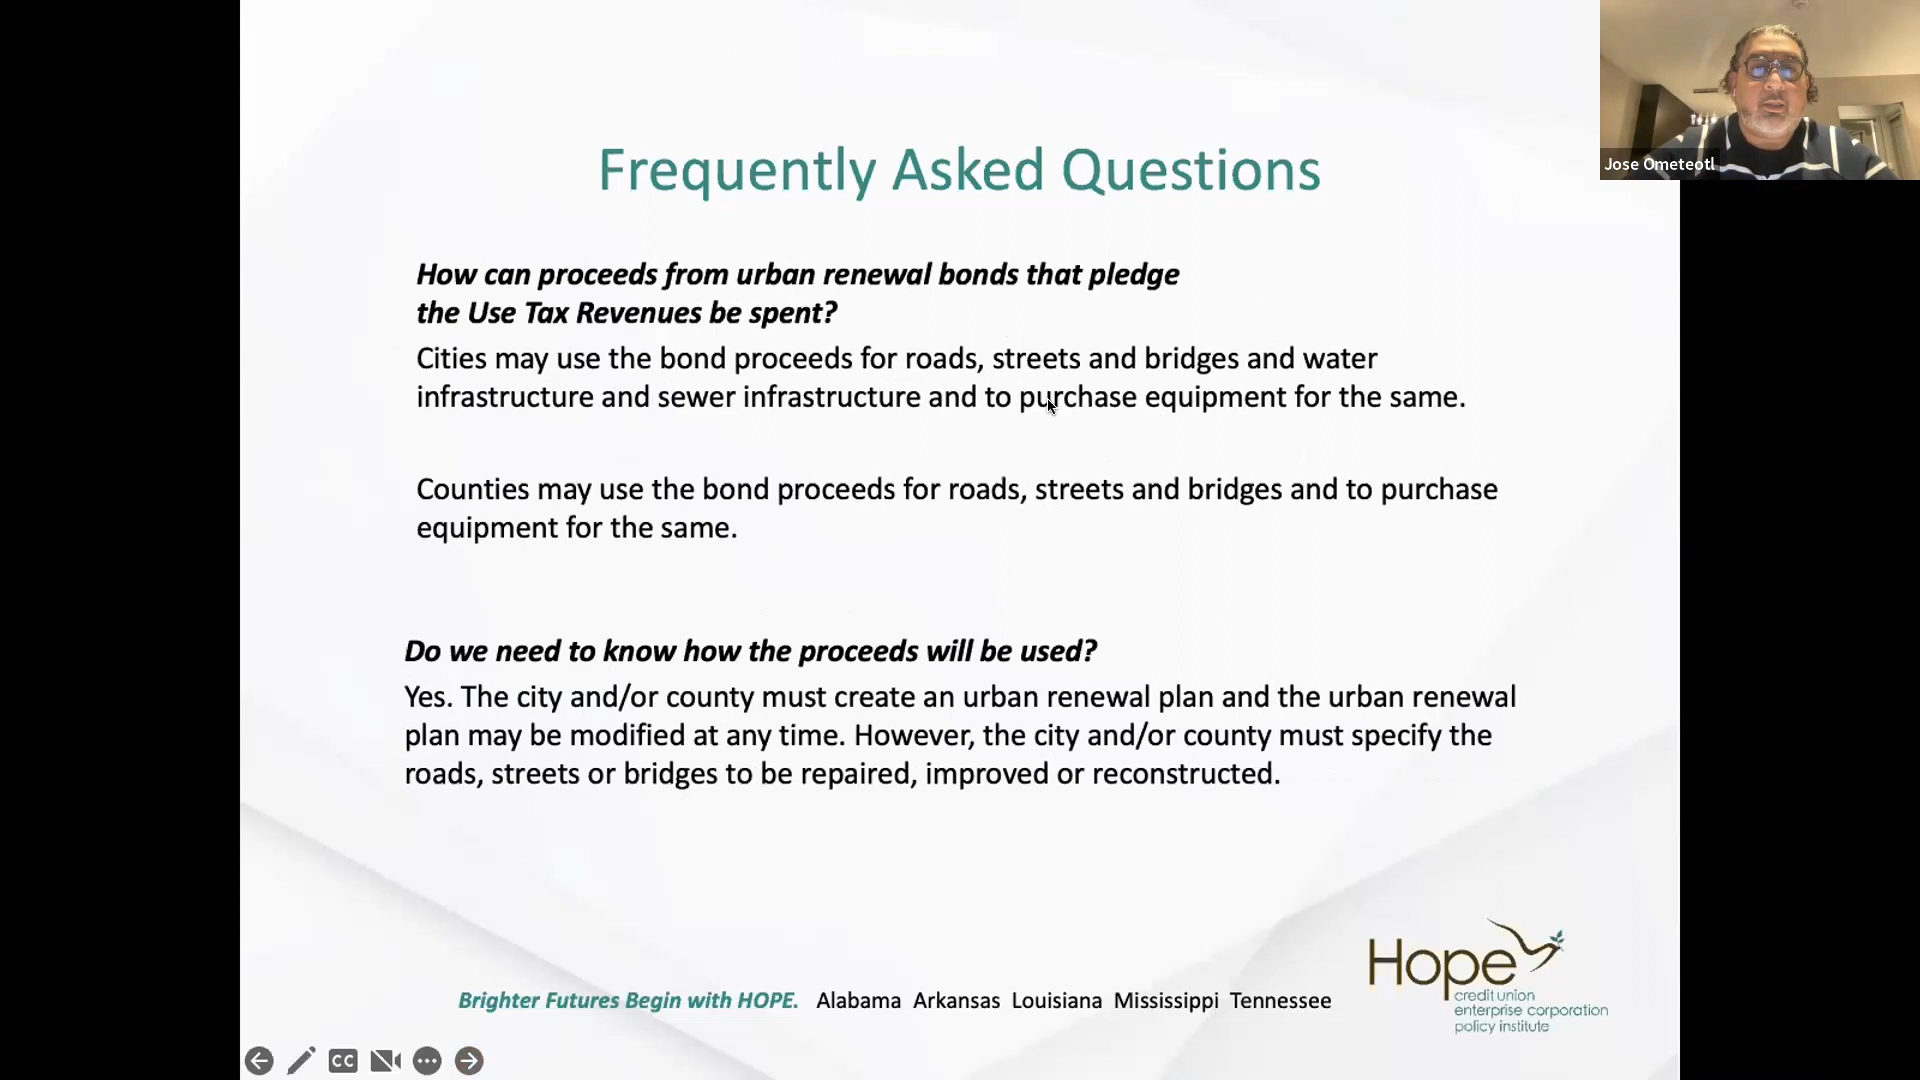 Jose Ometeotl
Frequently Asked Questions
How can proceeds from urban renewal bonds that pledge
the Use Tax Revenues be spent?
Cities may use the bond proceeds for roads, streets and bridges and water
infrastructure and sewer infrastructure and to purchase equipment for the same.
Counties may use the bond proceeds for roads, streets and bridges and to purchase
equipment for the same.
Do we need to know how the proceeds will be used?
Yes. The city and/or county must create an urban renewal plan and the urban renewal
plan may be modified at any time. However, the city and/or county must specify the
roads, streets or bridges to be repaired, improved or reconstructed.
Brighter Futures Begin with HOPE. Alabama Arkansas Louisiana Mississippi Tennessee
Hope
credit union
enterprise corporation
policy institute
CC